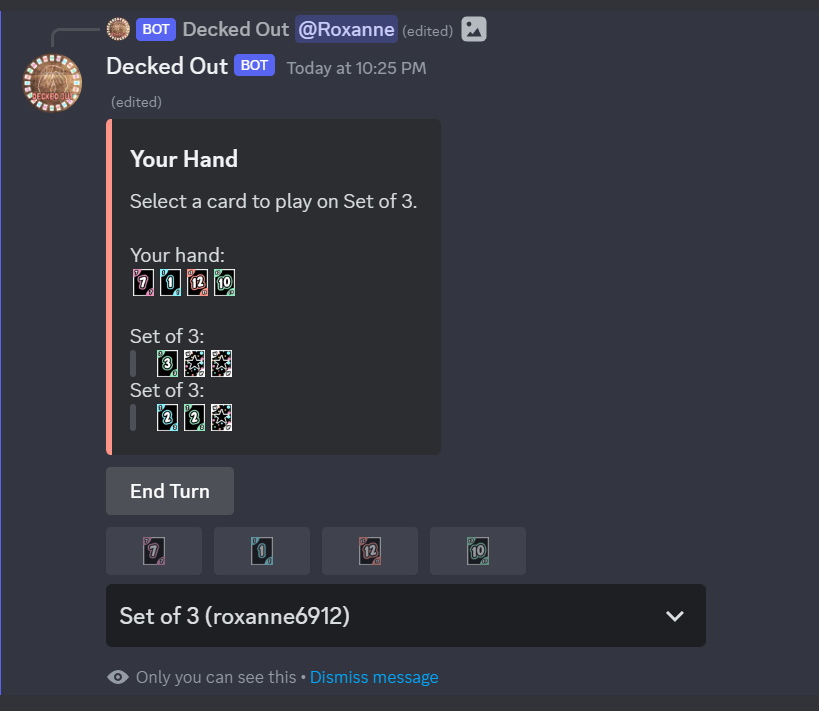 BOT Decked Out @Roxanne (edited)
Decked Out BOT Today at 10:25 PM
(edited)
Your Hand
Select a card to play on Set of 3.
Your hand:
7 1 12 10
Set of 3:
3
Set of 3:
2 2
End Turn
7 1 12 10
Set of 3 (roxanne6912)
Only you can see this • Dismiss message